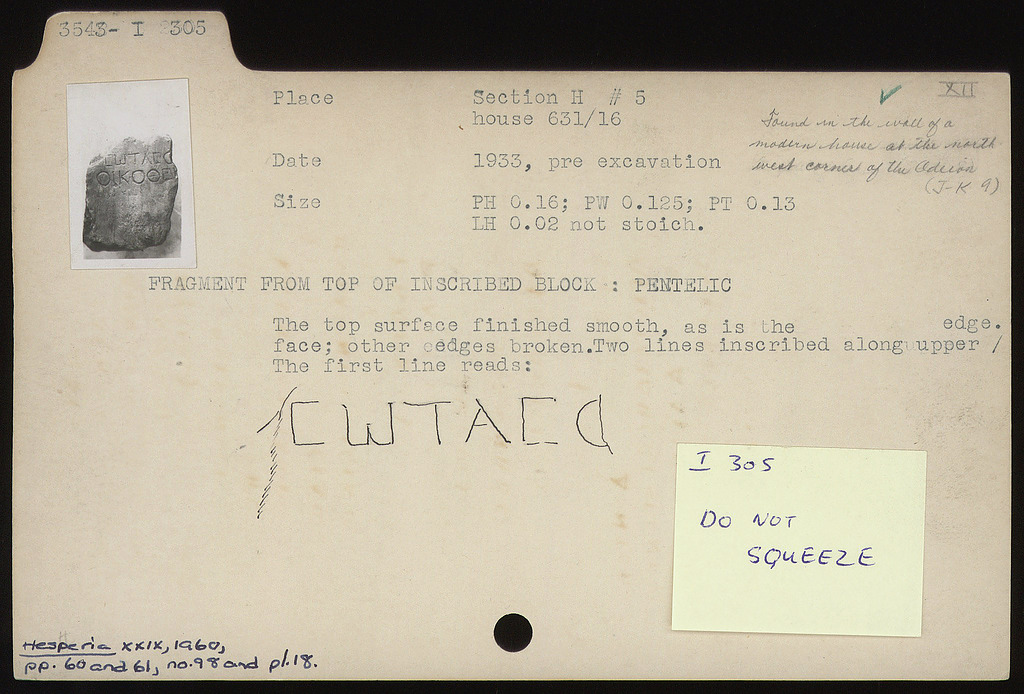 3543- I 305
XII
Place Section H # 5
house 631/16
Found in the wall of a
modern house at the north
west corner of the Odeion
(J-K 9)
Date 1933, pre excavation
Size PH 0.16; PW 0.125; PT 0.13
LH 0.02 not stoich.
FRAGMENT FROM TOP OF INSCRIBED BLOCK : PENTELIC
The top surface finished smooth, as is the edge.
face; other edges broken.Two lines inscribed along upper /
The first line reads:
ΕWTAEC
I 305
DO NOT
SQUEEZE
Hesperia XXIX, 1960,
pp. 60 and 61, no. 98 and pl. 18.